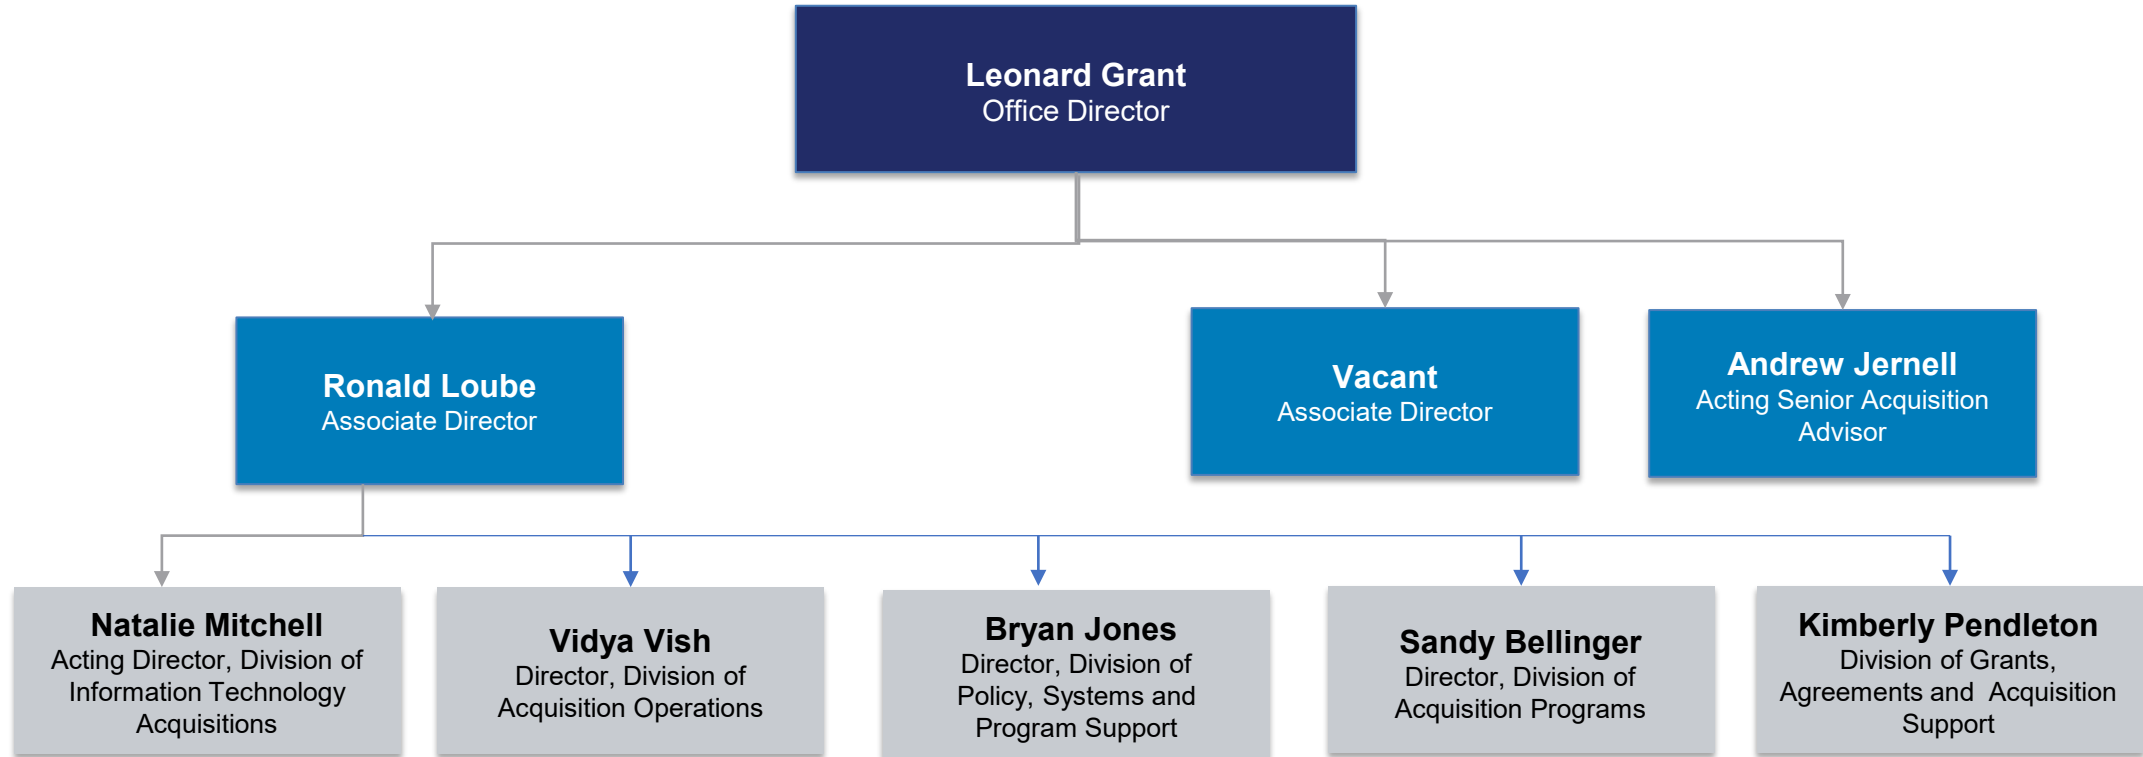 Leonard Grant
Office Director
Ronald Loube
Associate Director
Vacant
Associate Director
Andrew Jernell
Acting Senior Acquisition
Advisor
Natalie Mitchell
Acting Director, Division of
Information Technology
Acquisitions
Vidya Vish
Director, Division of
Acquisition Operations
Bryan Jones
Director, Division of
Policy, Systems and
Program Support
Sandy Bellinger
Director, Division of
Acquisition Programs
Kimberly Pendleton
Division of Grants,
Agreements and  Acquisition
Support